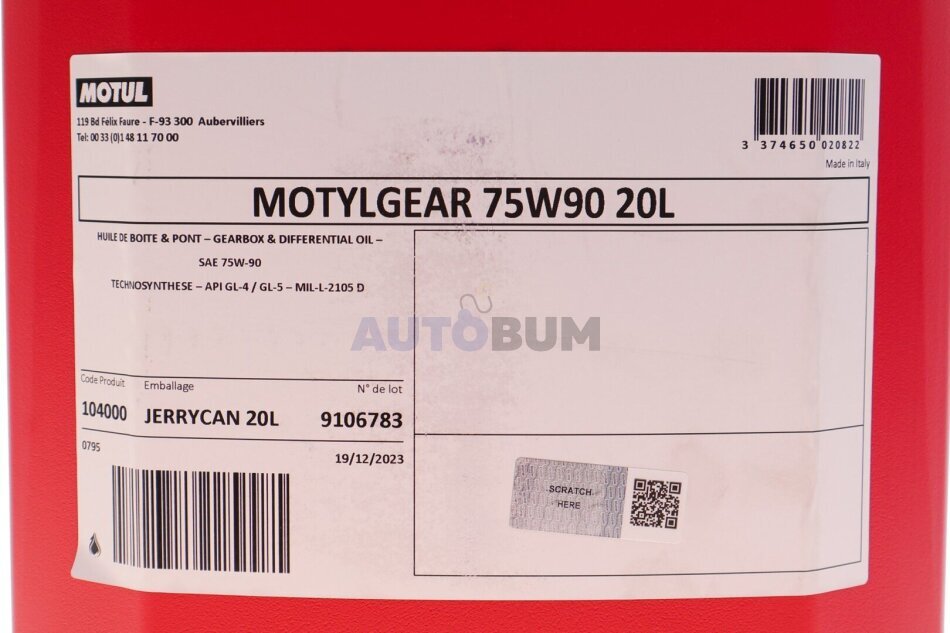 MOTUL
119 Bd Félix Faure - F-93 300 Aubervilliers
Tel: 00 33 (0)1 48 11 70 00
3 374650 020822
Made in Italy
MOTYLGEAR 75W90 20L
HUILE DE BOITE & PONT – GEARBOX & DIFFERENTIAL OIL –
SAE 75W-90
TECHNOSYNTHESE – API GL-4 / GL-5 – MIL-L-2105 D
AUTOBUM
Code Produit Emballage N° de lot
104000 JERRYCAN 20L 9106783
0795 19/12/2023
SCRATCH
HERE